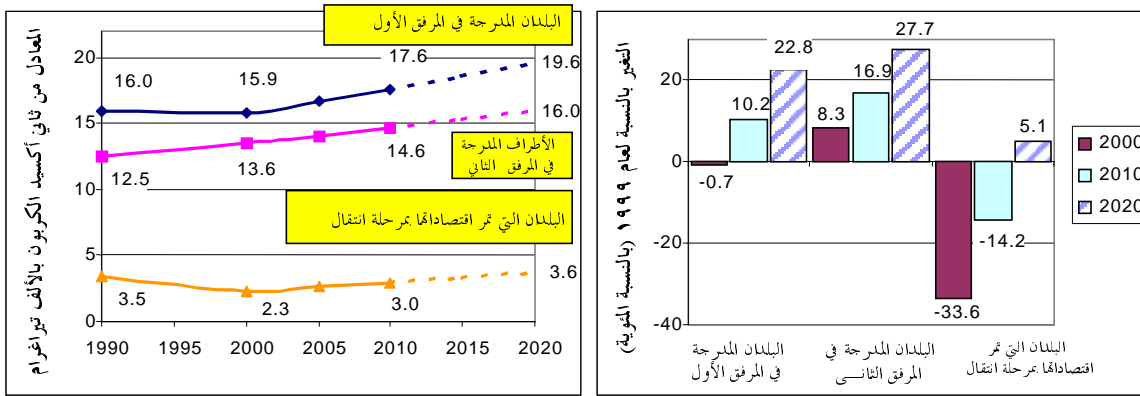 البلدان المدرجة في المرفق الأول
المعادل من ثاني أكسيد الكربون بالألف تيراغرام
20
15
10
5
0
16.0
15.9
17.6
19.6
16.0
الأطراف المدرجة
في المرفق الثاني
12.5
13.6
14.6
البلدان التي تمر اقتصاداتها بمرحلة انتقال
3.5
2.3
3.0
3.6
1990 1995 2000 2005 2010 2015 2020
التغير بالنسبة لعام ١٩٩٩ (بالنسبة المئوية)
20
0
-20
-40
-0.7
10.2
22.8
8.3
16.9
27.7
-33.6
-14.2
5.1
2000
2010
2020
البلدان المدرجة
في المرفق الأول
البلدان المدرجة في
المرفق الثانــى
البلدان التي تمر
اقتصاداتها بمرحلة انتقال